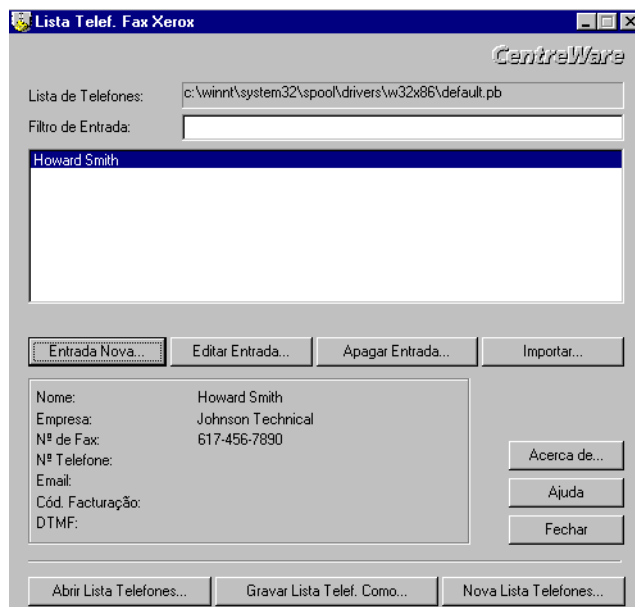 Lista Telef. Fax Xerox
CentreWare
Lista de Telefones: c:\winnt\system32\spool\drivers\w32x86\default.pb
Filtro de Entrada:
Howard Smith
Entrada Nova... Editar Entrada... Apagar Entrada... Importar...
Nome: Howard Smith
Empresa: Johnson Technical
Nº de Fax: 617-456-7890
Nº Telefone:
Email:
Cód. Facturação:
DTMF:
Acerca de...
Ajuda
Fechar
Abrir Lista Telefones... Gravar Lista Telef. Como... Nova Lista Telefones...